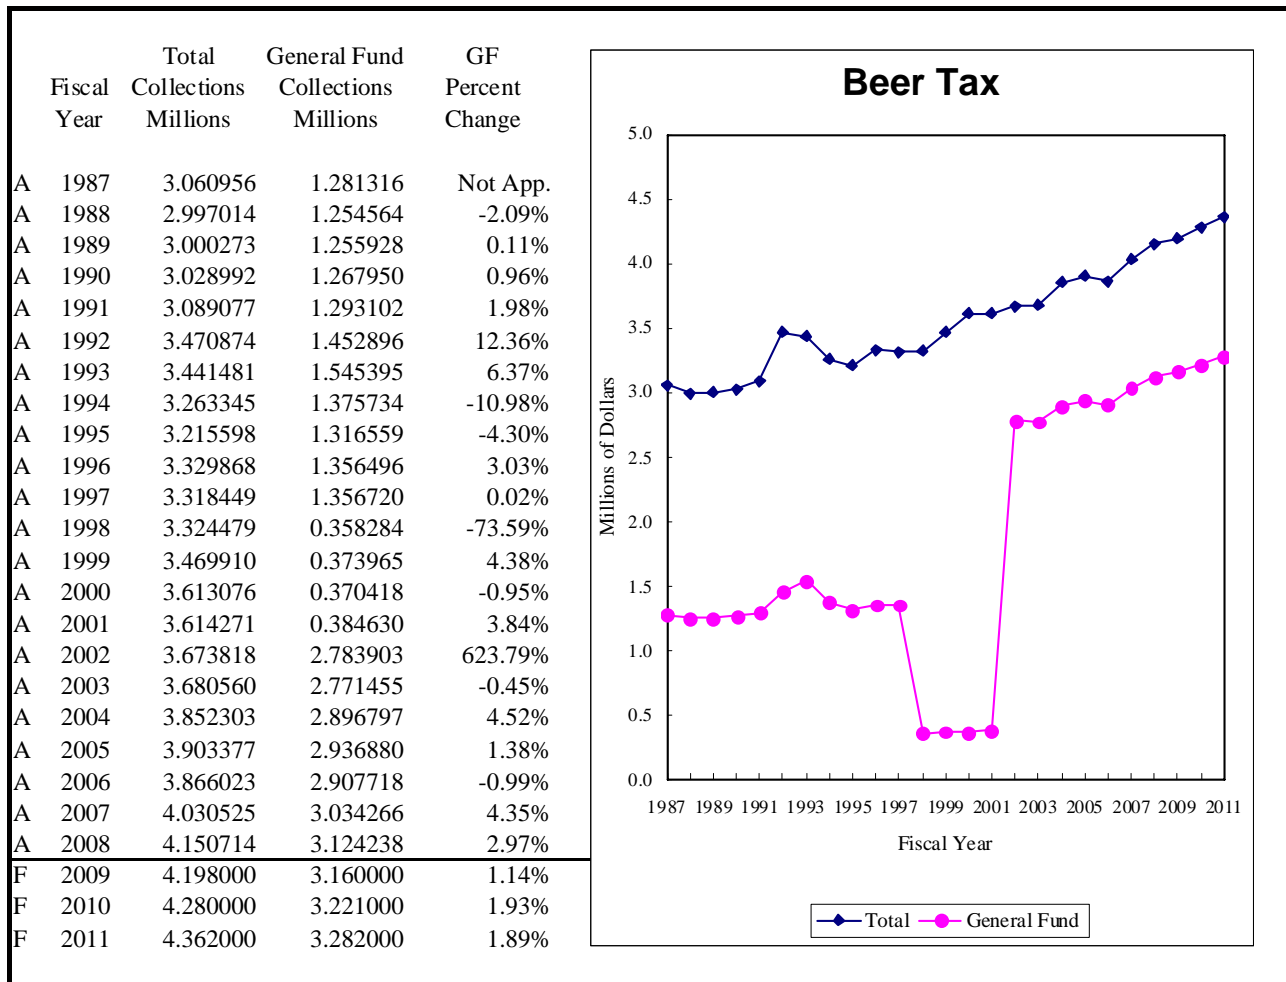 Total General Fund GF
Fiscal Collections Collections Percent
Year Millions Millions Change
A 1987 3.060956 1.281316 Not App.
A 1988 2.997014 1.254564 -2.09%
A 1989 3.000273 1.255928 0.11%
A 1990 3.028992 1.267950 0.96%
A 1991 3.089077 1.293102 1.98%
A 1992 3.470874 1.452896 12.36%
A 1993 3.441481 1.545395 6.37%
A 1994 3.263345 1.375734 -10.98%
A 1995 3.215598 1.316559 -4.30%
A 1996 3.329868 1.356496 3.03%
A 1997 3.318449 1.356720 0.02%
A 1998 3.324479 0.358284 -73.59%
A 1999 3.469910 0.373965 4.38%
A 2000 3.613076 0.370418 -0.95%
A 2001 3.614271 0.384630 3.84%
A 2002 3.673818 2.783903 623.79%
A 2003 3.680560 2.771455 -0.45%
A 2004 3.852303 2.896797 4.52%
A 2005 3.903377 2.936880 1.38%
A 2006 3.866023 2.907718 -0.99%
A 2007 4.030525 3.034266 4.35%
A 2008 4.150714 3.124238 2.97%
F 2009 4.198000 3.160000 1.14%
F 2010 4.280000 3.221000 1.93%
F 2011 4.362000 3.282000 1.89%
Beer Tax
5.0
4.5
4.0
3.5
3.0
2.5
2.0
1.5
1.0
0.5
0.0
Millions of Dollars
1987 1989 1991 1993 1995 1997 1999 2001 2003 2005 2007 2009 2011
Fiscal Year
Total General Fund